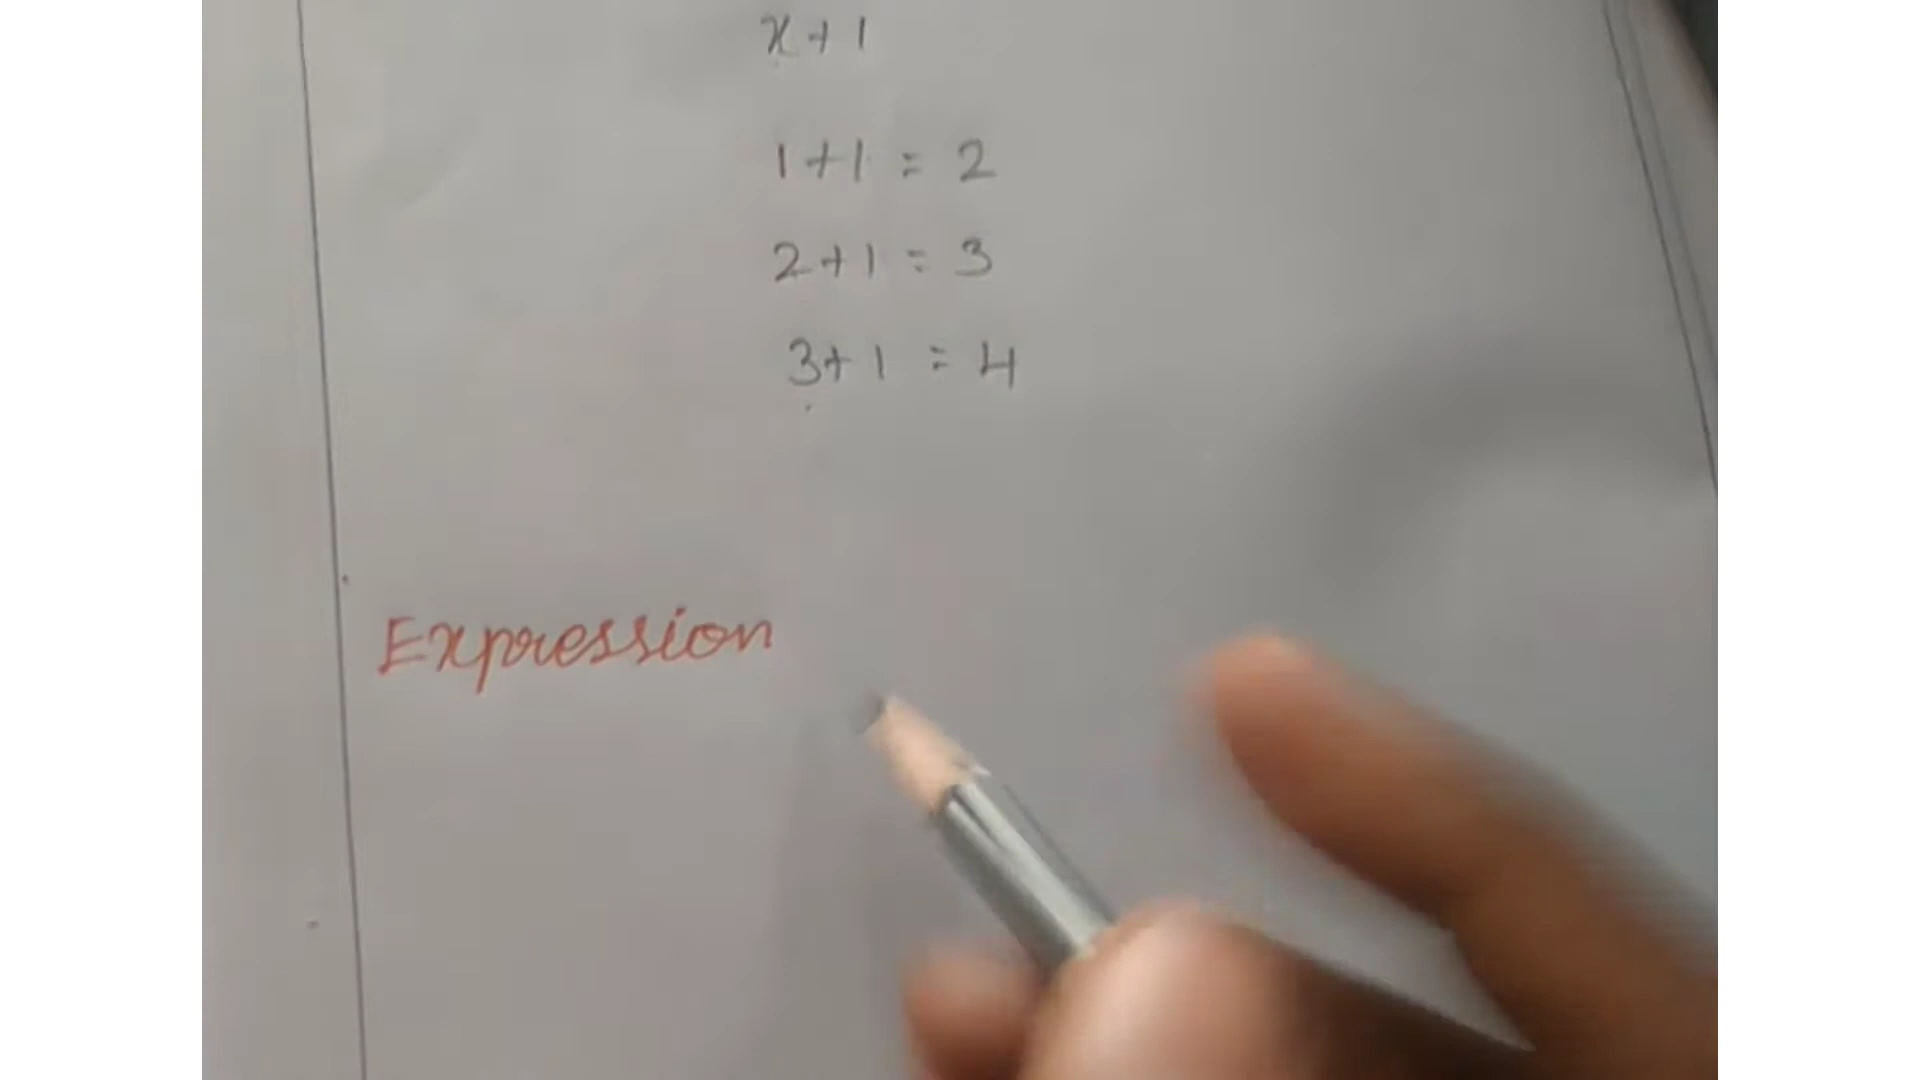 x+1
1+1 = 2
2+1 = 3
3+1 = 4
Expression